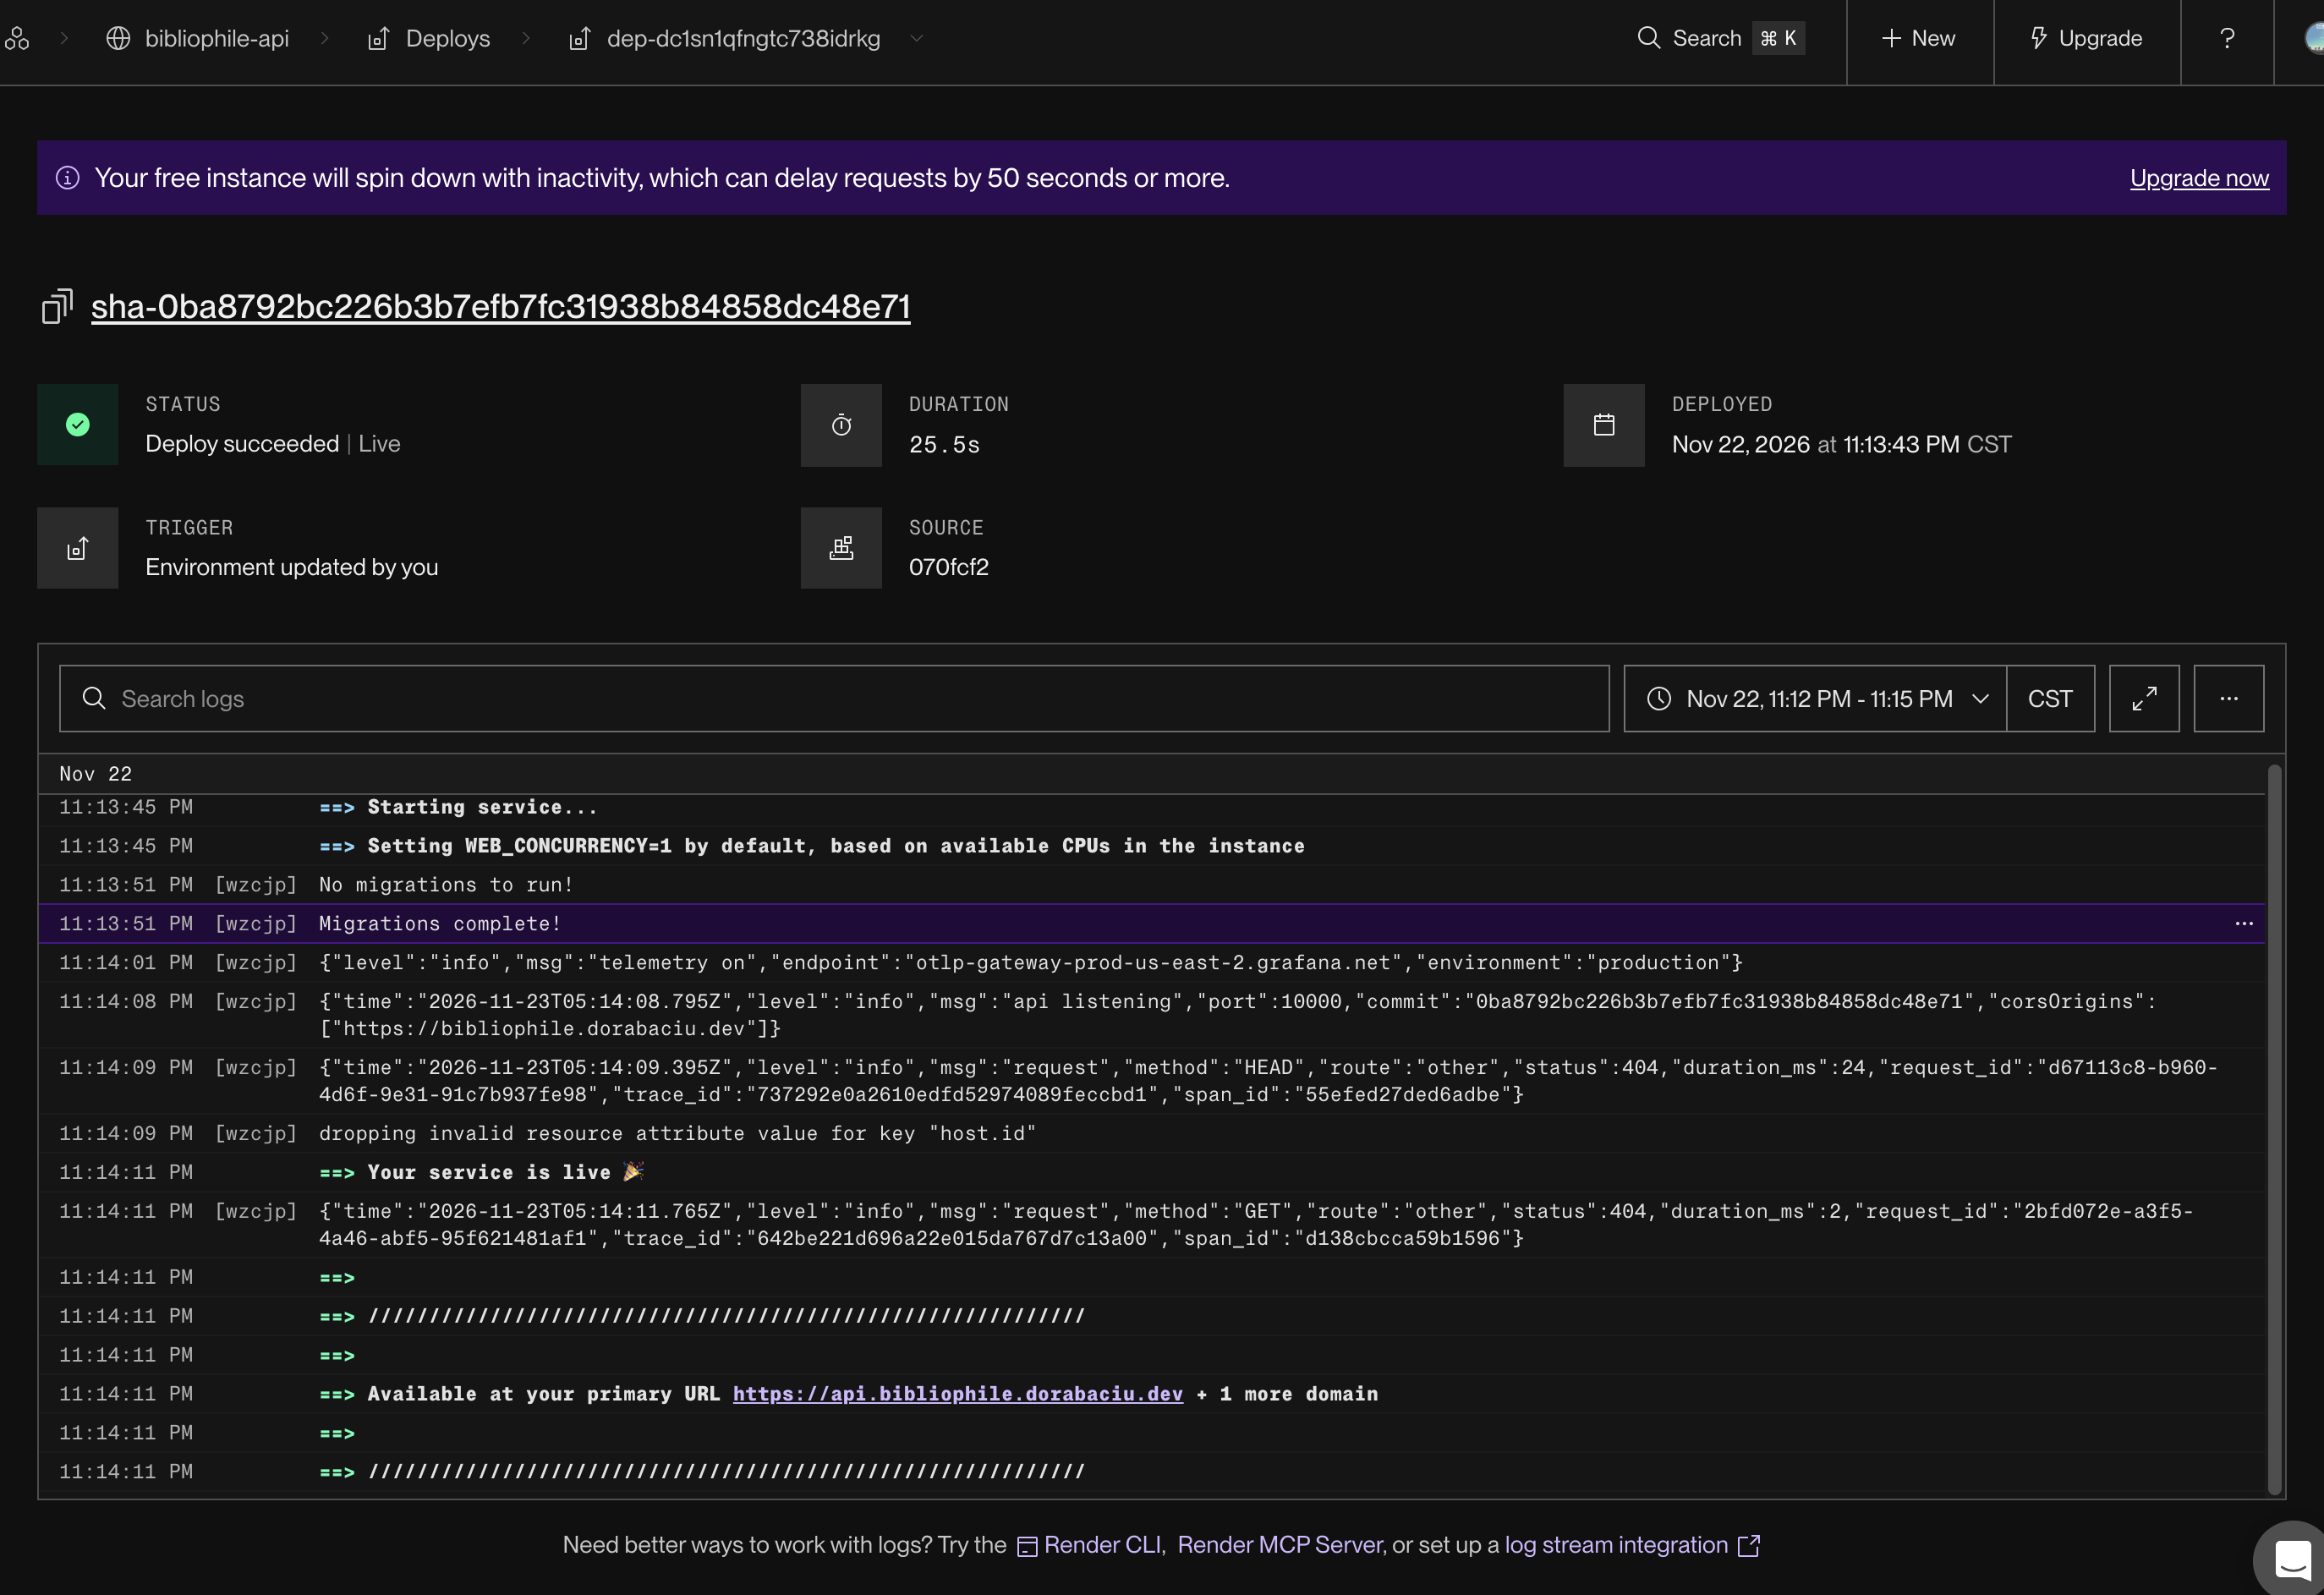 bibliophile-api > Deploys > dep-dc1sn1qfngtc738idrkg Search ⌘ K + New Upgrade ?
Your free instance will spin down with inactivity, which can delay requests by 50 seconds or more. Upgrade now
sha-0ba8792bc226b3b7efb7fc31938b84858dc48e71
STATUS
Deploy succeeded | Live
DURATION
25.5s
DEPLOYED
Nov 22, 2026 at 11:13:43 PM CST
TRIGGER
Environment updated by you
SOURCE
070fcf2
Search logs Nov 22, 11:12 PM - 11:15 PM CST ...
Nov 22
11:13:45 PM ==> Starting service...
11:13:45 PM ==> Setting WEB_CONCURRENCY=1 by default, based on available CPUs in the instance
11:13:51 PM [wzcjp] No migrations to run!
11:13:51 PM [wzcjp] Migrations complete! ...
11:14:01 PM [wzcjp] {"level":"info","msg":"telemetry on","endpoint":"otlp-gateway-prod-us-east-2.grafana.net","environment":"production"}
11:14:08 PM [wzcjp] {"time":"2026-11-23T05:14:08.795Z","level":"info","msg":"api listening","port":10000,"commit":"0ba8792bc226b3b7efb7fc31938b84858dc48e71","corsOrigins":
["https://bibliophile.dorabaciu.dev"]}
11:14:09 PM [wzcjp] {"time":"2026-11-23T05:14:09.395Z","level":"info","msg":"request","method":"HEAD","route":"other","status":404,"duration_ms":24,"request_id":"d67113c8-b960-
4d6f-9e31-91c7b937fe98","trace_id":"737292e0a2610edfd52974089feccbd1","span_id":"55efed27ded6adbe"}
11:14:09 PM [wzcjp] dropping invalid resource attribute value for key "host.id"
11:14:11 PM ==> Your service is live 🎉
11:14:11 PM [wzcjp] {"time":"2026-11-23T05:14:11.765Z","level":"info","msg":"request","method":"GET","route":"other","status":404,"duration_ms":2,"request_id":"2bfd072e-a3f5-
4a46-abf5-95f621481af1","trace_id":"642be221d696a22e015da767d7c13a00","span_id":"d138cbcca59b1596"}
11:14:11 PM ==>
11:14:11 PM ==> ///////////////////////////////////////////////////////////
11:14:11 PM ==>
11:14:11 PM ==> Available at your primary URL https://api.bibliophile.dorabaciu.dev + 1 more domain
11:14:11 PM ==>
11:14:11 PM ==> ///////////////////////////////////////////////////////////
Need better ways to work with logs? Try the Render CLI, Render MCP Server, or set up a log stream integration